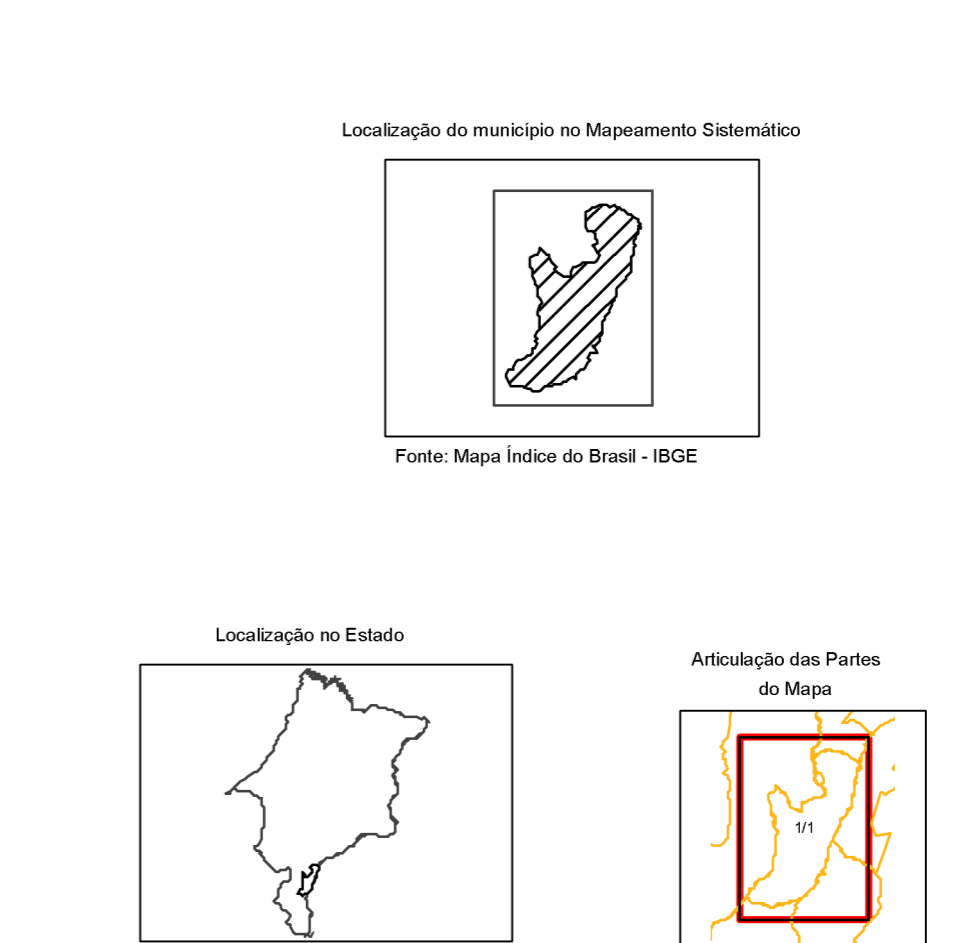 Localização do município no Mapeamento Sistemático
Fonte: Mapa Índice do Brasil - IBGE
Localização no Estado
Articulação das Partes
do Mapa
1/1